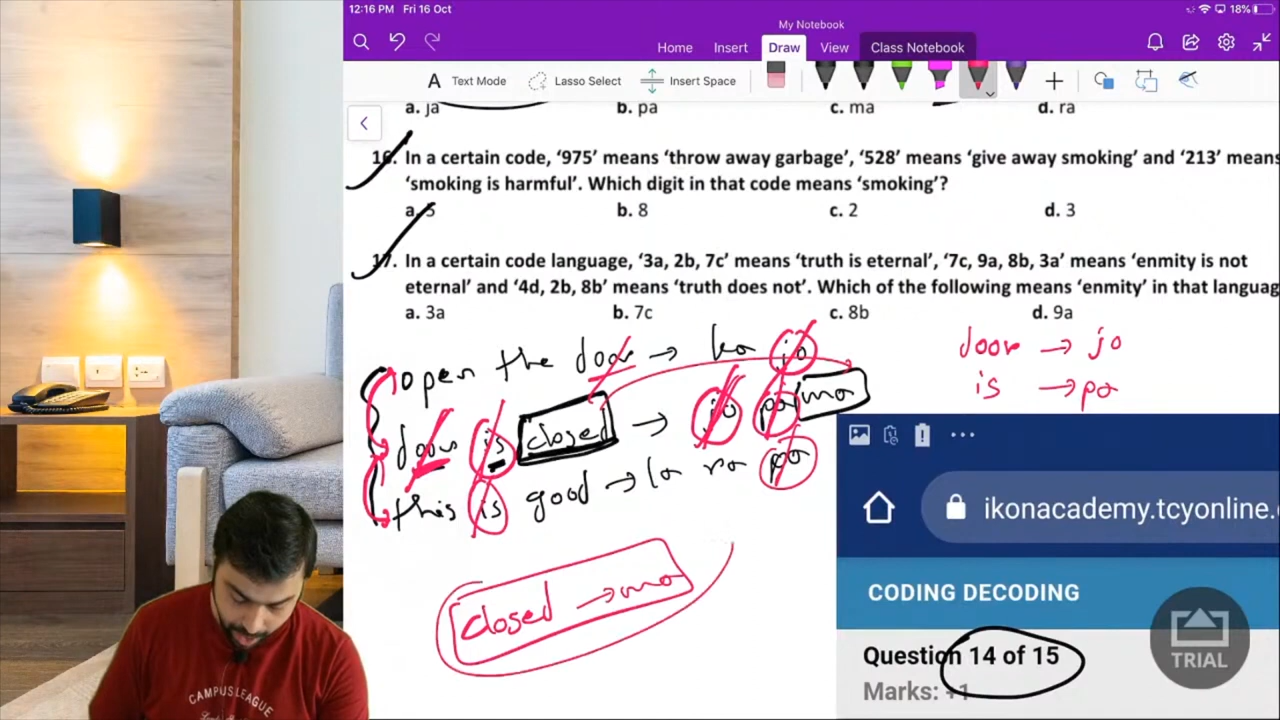 12:16 PM Fri 16 Oct
18%
My Notebook
Home Insert Draw View Class Notebook
A Text Mode Lasso Select Insert Space
a. ja b. pa c. ma d. ra
16. In a certain code, ‘975’ means ‘throw away garbage’, ‘528’ means ‘give away smoking’ and ‘213’ means
‘smoking is harmful’. Which digit in that code means ‘smoking’?
a. 5 b. 8 c. 2 d. 3
17. In a certain code language, ‘3a, 2b, 7c’ means ‘truth is eternal’, ‘7c, 9a, 8b, 3a’ means ‘enmity is not
eternal’ and ‘4d, 2b, 8b’ means ‘truth does not’. Which of the following means ‘enmity’ in that languag
a. 3a b. 7c c. 8b d. 9a
open the door → ka jo
door → jo
is → pa
door is closed → jo pa ma
this is good → la ra pa
closed → ma
ikonacademy.tcyonline.
CODING DECODING
Question 14 of 15
Marks: +1
TRIAL
CAMPUS LEAGUE